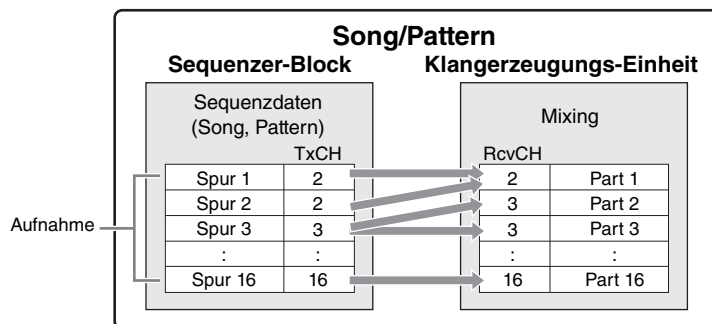 Song/Pattern
Sequenzer-Block
Klangerzeugungs-Einheit
Sequenzdaten
(Song, Pattern)
Mixing
TxCH
RcvCH
Spur 1 2 2 Part 1
Spur 2 2 3 Part 2
Aufnahme
Spur 3 3 3 Part 3
: : : :
Spur 16 16 16 Part 16